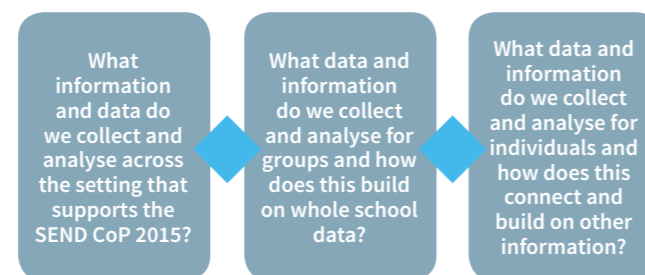 What
information
and data do
we collect and
analyse across
the setting that
supports the
SEND CoP 2015?
What data and
information
do we collect
and analyse for
groups and how
does this build
on whole school
data?
What data and
information
do we collect
and analyse for
individuals and
how does this
connect and
build on other
information?